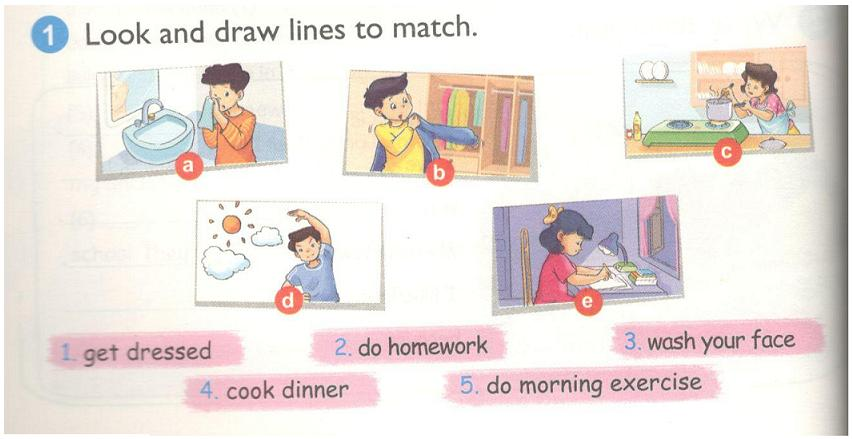 1 Look and draw lines to match.
a
b
c
d
e
1. get dressed
2. do homework
3. wash your face
4. cook dinner
5. do morning exercise